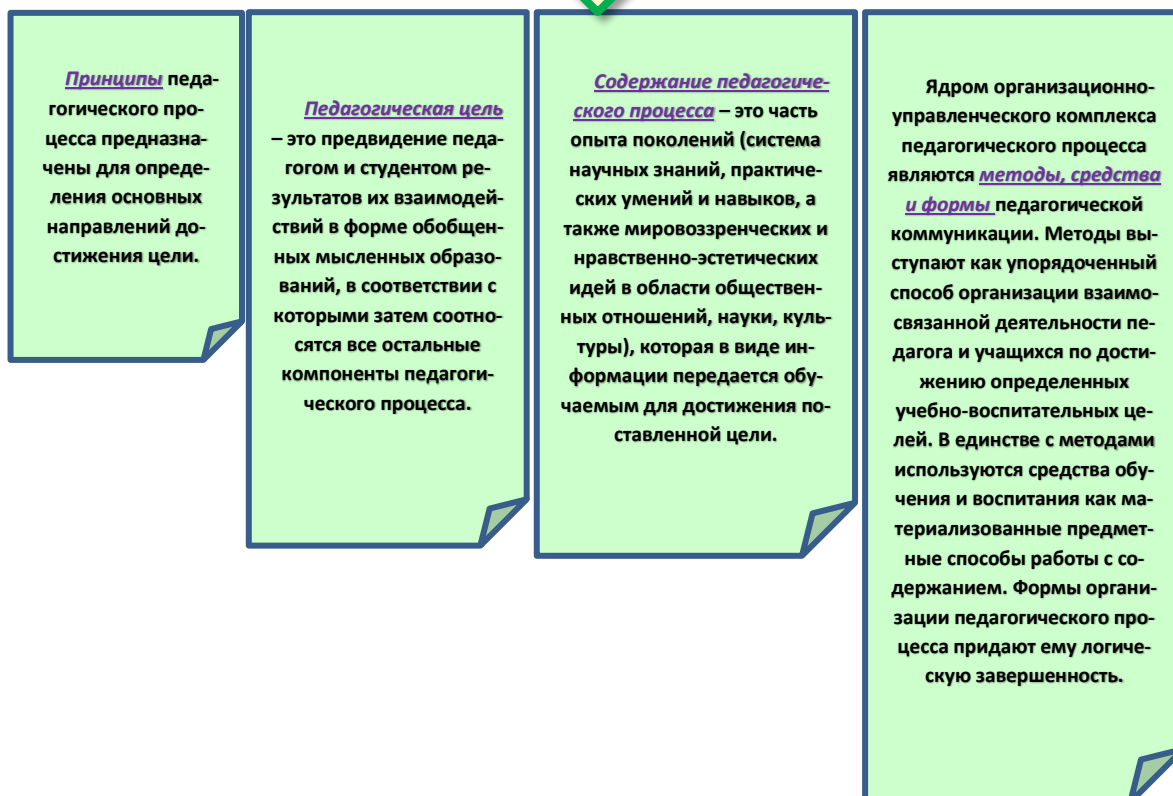 Принципы педа-
гогического про-
цесса предназна-
чены для опреде-
ления основных
направлений до-
стижения цели.
Педагогическая цель
– это предвидение педа-
гогом и студентом ре-
зультатов их взаимодей-
ствий в форме обобщен-
ных мысленных образо-
ваний, в соответствии с
которыми затем соотно-
сятся все остальные
компоненты педагоги-
ческого процесса.
Содержание педагогиче-
ского процесса – это часть
опыта поколений (система
научных знаний, практиче-
ских умений и навыков, а
также мировоззренческих и
нравственно-эстетических
идей в области обществен-
ных отношений, науки, куль-
туры), которая в виде ин-
формации передается обу-
чаемым для достижения по-
ставленной цели.
Ядром организационно-
управленческого комплекса
педагогического процесса
являются методы, средства
и формы педагогической
коммуникации. Методы вы-
ступают как упорядоченный
способ организации взаимо-
связанной деятельности пе-
дагога и учащихся по дости-
жению определенных
учебно-воспитательных це-
лей. В единстве с методами
используются средства обу-
чения и воспитания как ма-
териализованные предмет-
ные способы работы с со-
держанием. Формы органи-
зации педагогического про-
цесса придают ему логиче-
скую завершенность.